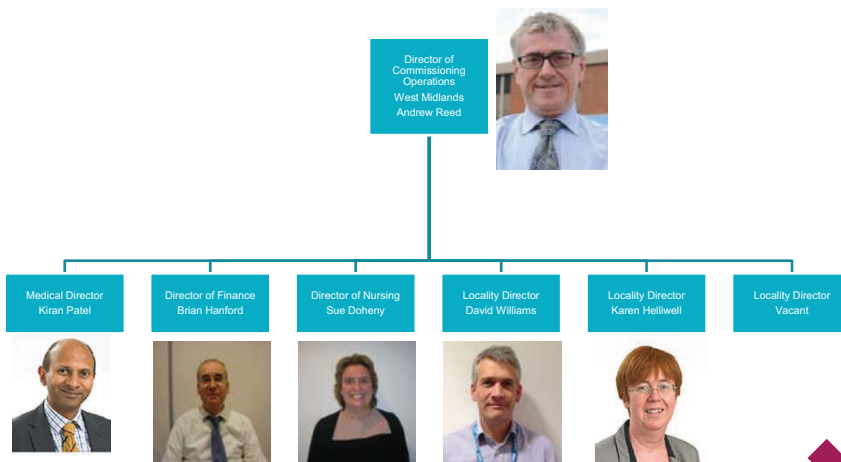 Director of
Commissioning
Operations
West Midlands
Andrew Reed
Medical Director
Kiran Patel
Director of Finance
Brian Hanford
Director of Nursing
Sue Doheny
Locality Director
David Williams
Locality Director
Karen Helliwell
Locality Director
Vacant